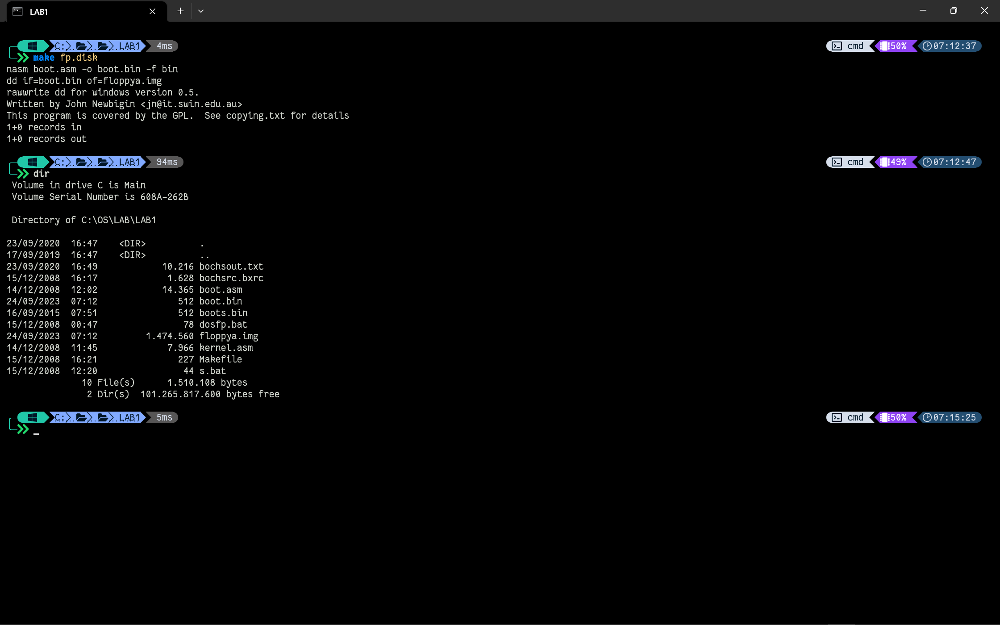 LAB1
C: LAB1 4ms cmd 50% 07:12:37
make fp.disk
nasm boot.asm -o boot.bin -f bin
dd if=boot.bin of=floppya.img
rawwrite dd for windows version 0.5.
Written by John Newbigin <jn@it.swin.edu.au>
This program is covered by the GPL.  See copying.txt for details
1+0 records in
1+0 records out
C: LAB1 94ms cmd 49% 07:12:47
dir
 Volume in drive C is Main
 Volume Serial Number is 608A-262B
 Directory of C:\OS\LAB\LAB1
23/09/2020  16:47    <DIR>          .
17/09/2019  16:47    <DIR>          ..
23/09/2020  16:49            10.216 bochsout.txt
15/12/2008  16:17             1.628 bochsrc.bxrc
14/12/2008  12:02            14.365 boot.asm
24/09/2023  07:12               512 boot.bin
16/09/2015  07:51               512 boots.bin
15/12/2008  00:47                78 dosfp.bat
24/09/2023  07:12         1.474.560 floppya.img
14/12/2008  11:45             7.966 kernel.asm
15/12/2008  16:21               227 Makefile
15/12/2008  12:20                44 s.bat
              10 File(s)      1.510.108 bytes
               2 Dir(s)  101.265.817.600 bytes free
C: LAB1 5ms cmd 50% 07:15:25